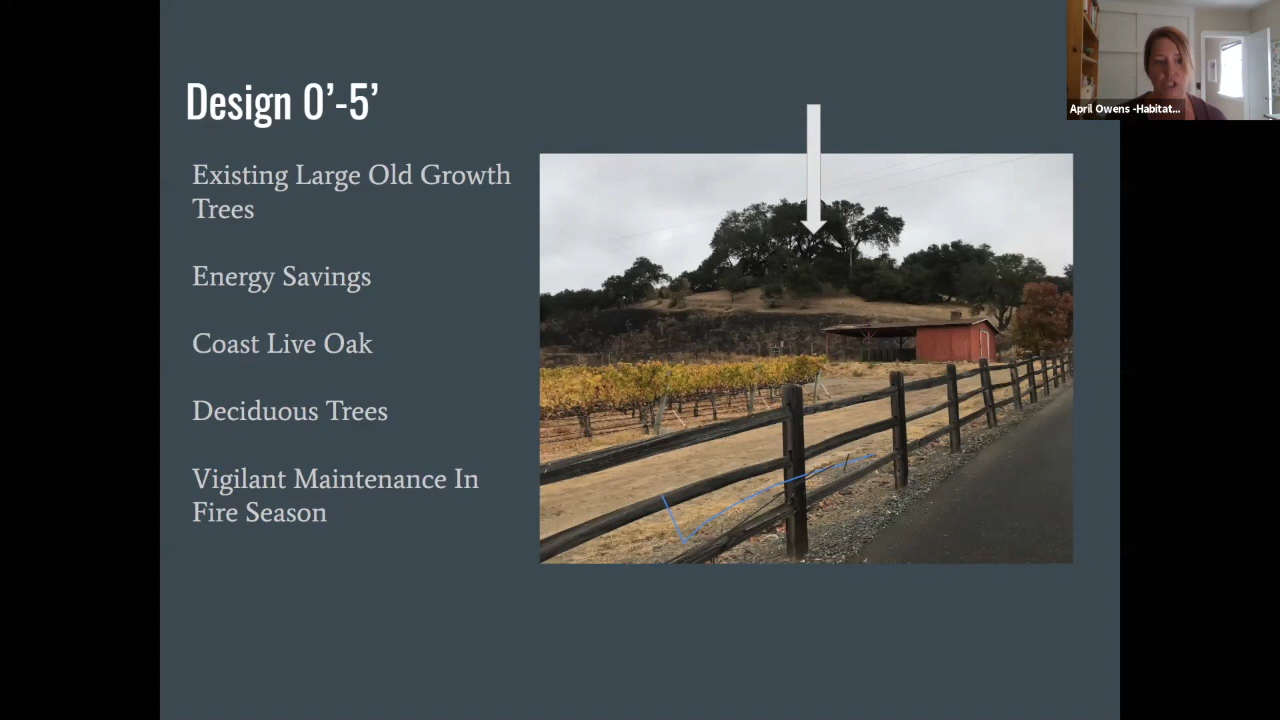 Design 0’-5’
Existing Large Old Growth
Trees
Energy Savings
Coast Live Oak
Deciduous Trees
Vigilant Maintenance In
Fire Season
April Owens -Habitat...